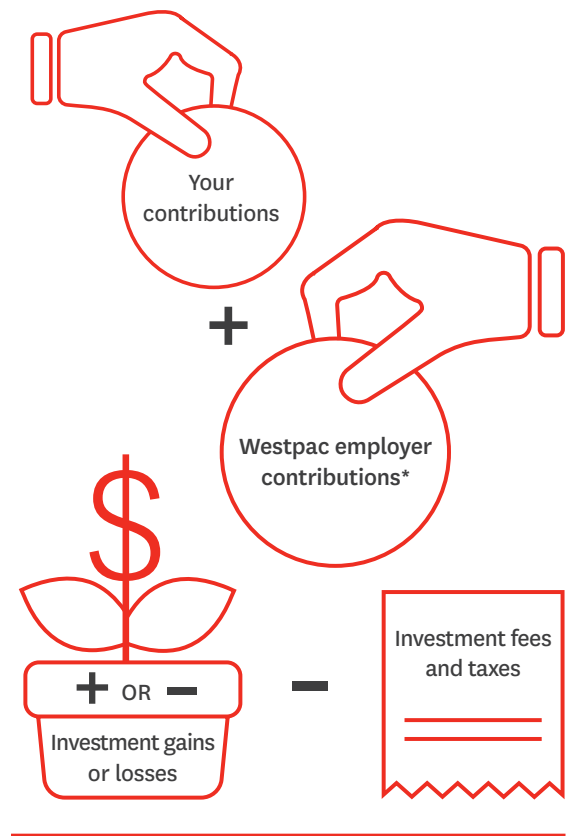 Your
contributions
+
Westpac employer
contributions*
$
+ OR −
Investment gains
or losses
−
Investment fees
and taxes